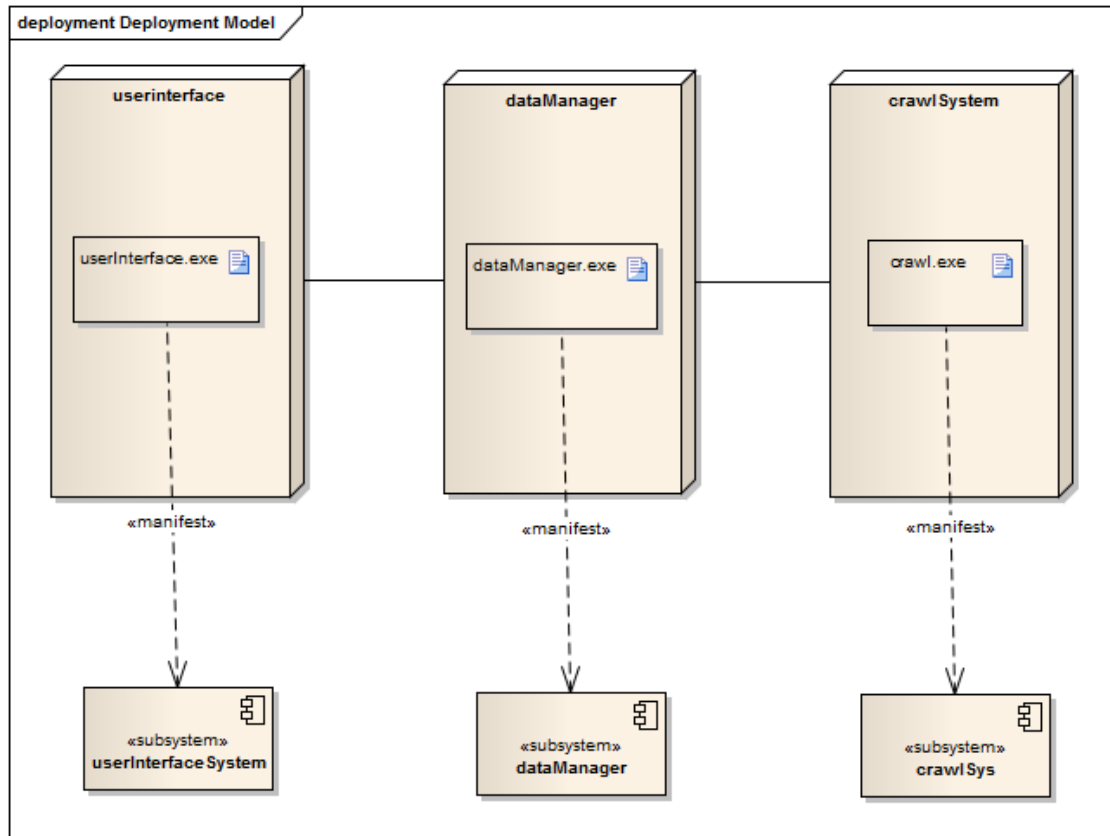 deployment Deployment Model
userinterface
dataManager
crawlSystem
userInterface.exe
dataManager.exe
crawl.exe
«manifest»
«manifest»
«manifest»
«subsystem»
userInterfaceSystem
«subsystem»
dataManager
«subsystem»
crawlSys